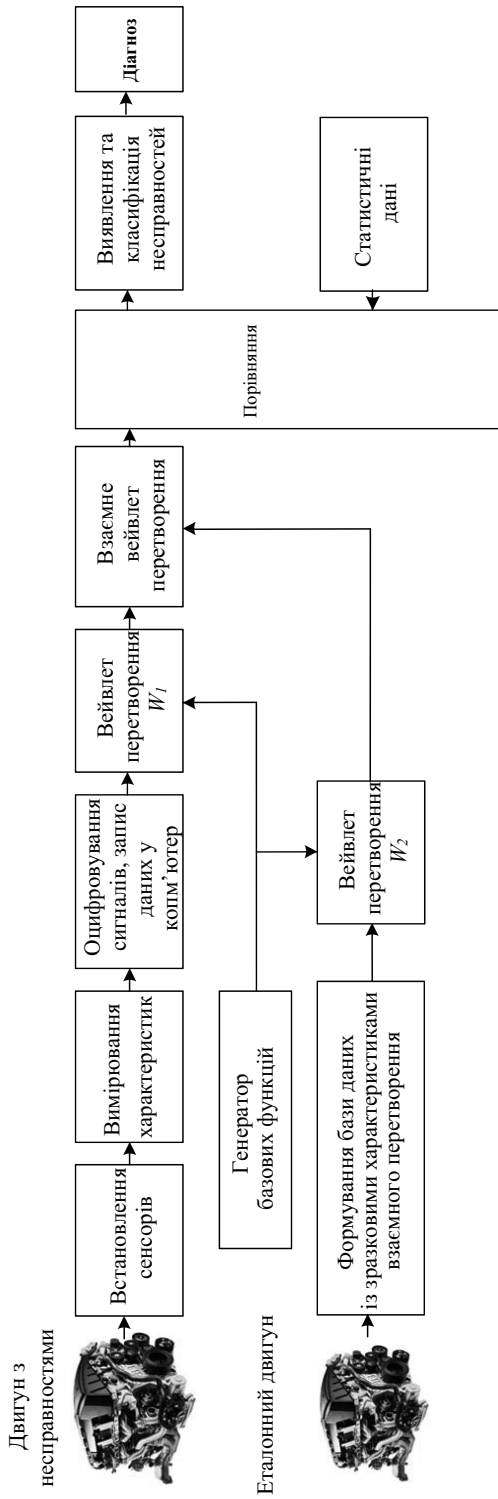 Двигун з
несправностями
Встановлення
сенсорів
Вимірювання
характеристик
Оцифровування
сигналів, запис
даних у
копм’ютер
Вейвлет
перетворення
W₁
Взаємне
вейвлет
перетворення
Порівняння
Виявлення та
класифікація
несправностей
Діагноз
Генератор
базових функцій
Статистичні
дані
Еталонний двигун
Формування бази даних
із зразковими характеристиками
взаємного перетворення
Вейвлет
перетворення
W₂